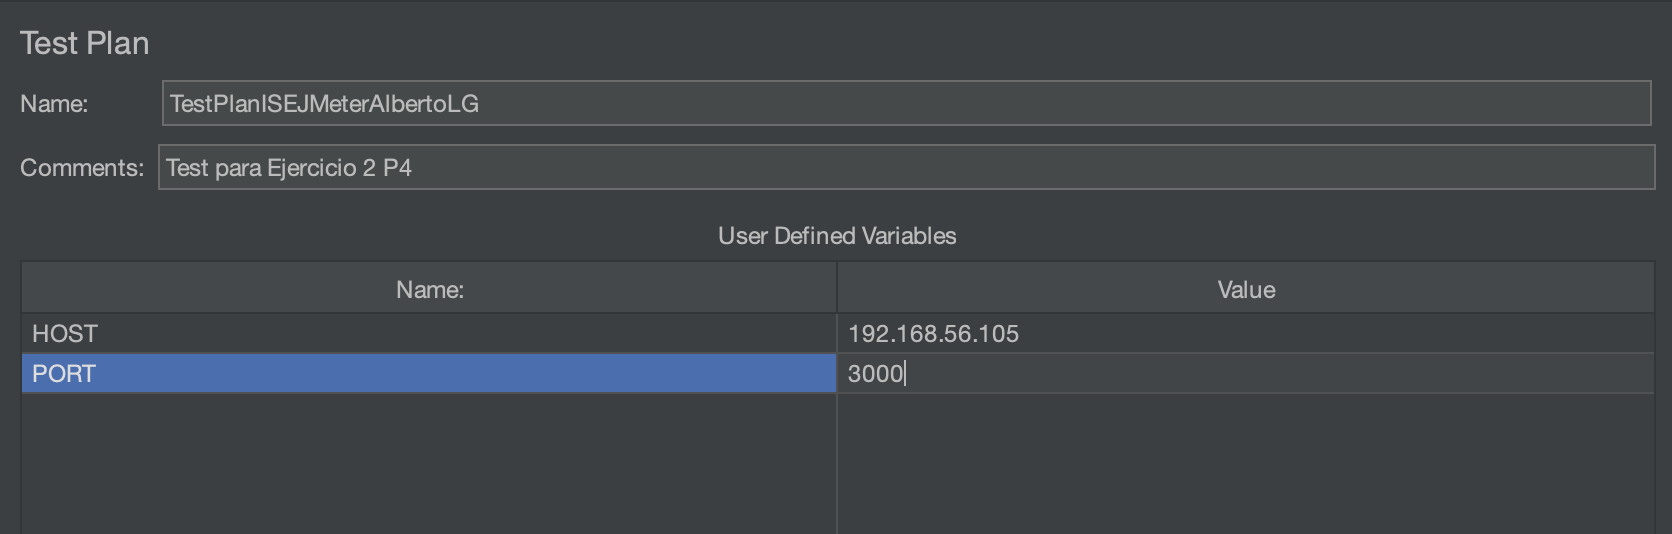 Test Plan
Name: TestPlanISEJMeterAlbertoLG
Comments: Test para Ejercicio 2 P4
User Defined Variables
Name: Value
HOST 192.168.56.105
PORT 3000